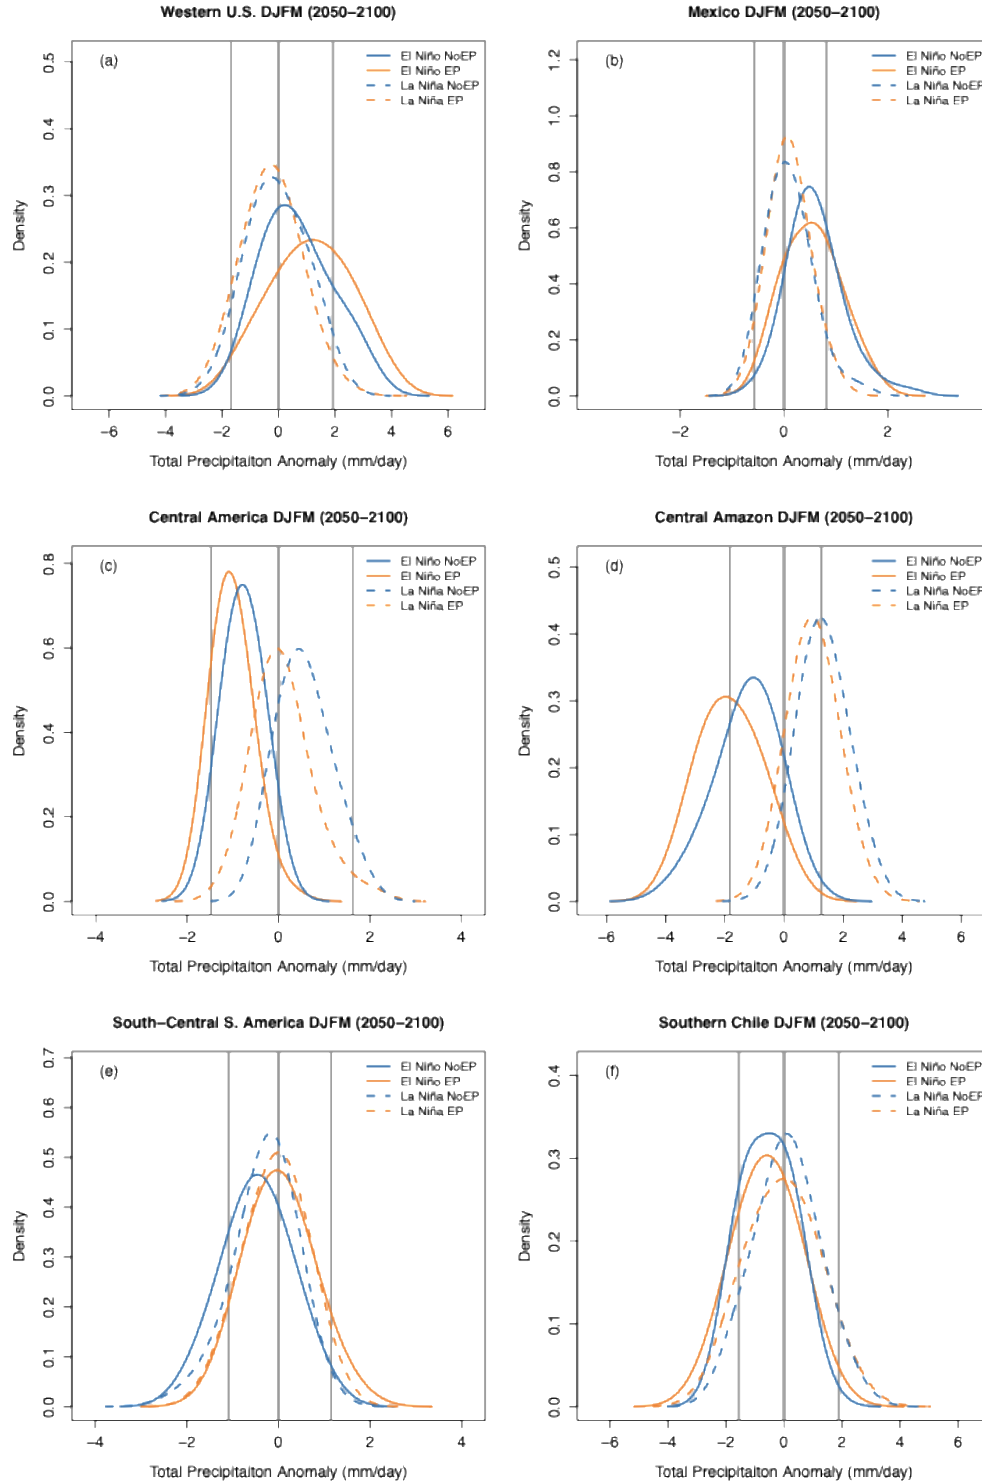 Western U.S. DJFM (2050−2100)
(a)
El Niño NoEP
El Niño EP
La Niña NoEP
La Niña EP
Density
0.0 0.1 0.2 0.3 0.4 0.5
−6 −4 −2 0 2 4 6
Total Precipitaiton Anomaly (mm/day)
Mexico DJFM (2050−2100)
(b)
El Niño NoEP
El Niño EP
La Niña NoEP
La Niña EP
Density
0.0 0.2 0.4 0.6 0.8 1.0 1.2
−2 0 2
Total Precipitaiton Anomaly (mm/day)
Central America DJFM (2050−2100)
(c)
El Niño NoEP
El Niño EP
La Niña NoEP
La Niña EP
Density
0.0 0.2 0.4 0.6 0.8
−4 −2 0 2 4
Total Precipitaiton Anomaly (mm/day)
Central Amazon DJFM (2050−2100)
(d)
El Niño NoEP
El Niño EP
La Niña NoEP
La Niña EP
Density
0.0 0.1 0.2 0.3 0.4 0.5
−6 −4 −2 0 2 4 6
Total Precipitaiton Anomaly (mm/day)
South−Central S. America DJFM (2050−2100)
(e)
El Niño NoEP
El Niño EP
La Niña NoEP
La Niña EP
Density
0.0 0.1 0.2 0.3 0.4 0.5 0.6 0.7
−4 −2 0 2 4
Total Precipitaiton Anomaly (mm/day)
Southern Chile DJFM (2050−2100)
(f)
El Niño NoEP
El Niño EP
La Niña NoEP
La Niña EP
Density
0.0 0.1 0.2 0.3 0.4
−6 −4 −2 0 2 4 6
Total Precipitaiton Anomaly (mm/day)